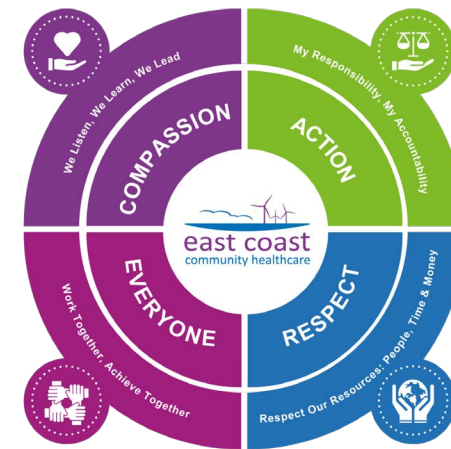 We Listen, We Learn, We Lead
COMPASSION
My Responsibility, My Accountability
ACTION
east coast
community healthcare
EVERYONE
Work Together, Achieve Together
RESPECT
Respect Our Resources: People, Time & Money